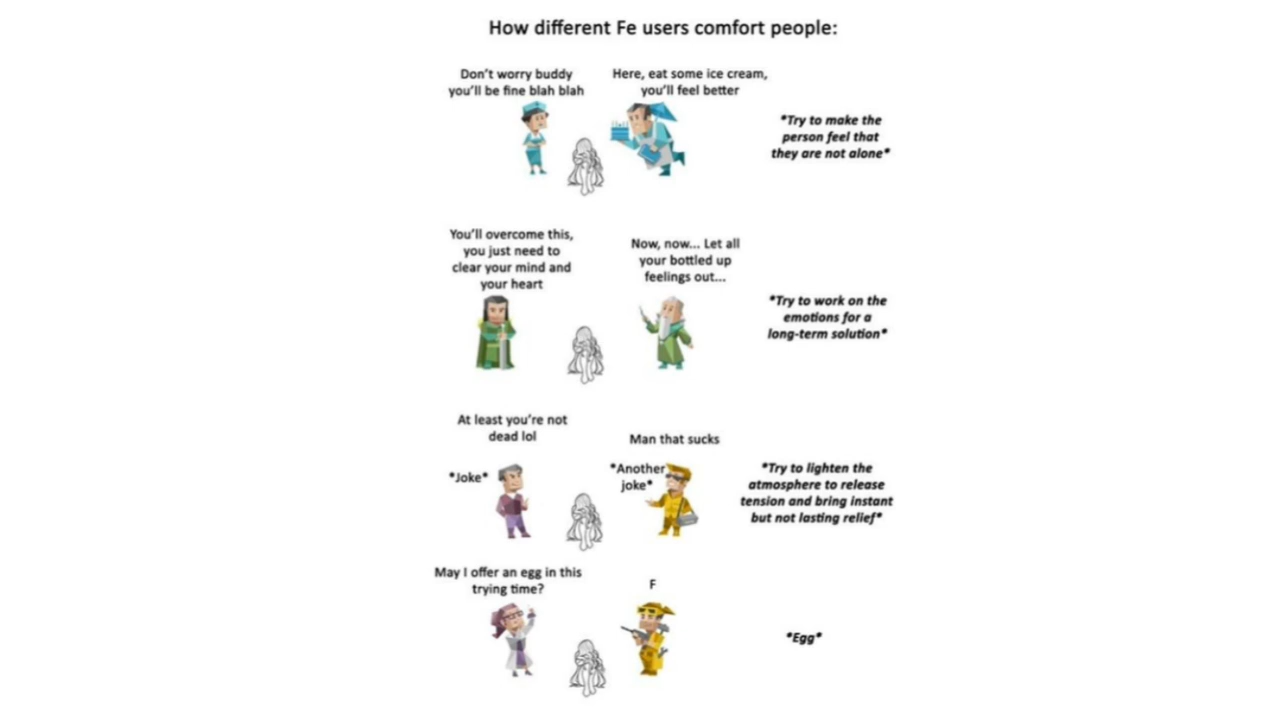 How different Fe users comfort people:
Don't worry buddy
you'll be fine blah blah
Here, eat some ice cream,
you'll feel better
*Try to make the
person feel that
they are not alone*
You'll overcome this,
you just need to
clear your mind and
your heart
Now, now... Let all
your bottled up
feelings out...
*Try to work on the
emotions for a
long-term solution*
At least you're not
dead lol
*Joke*
Man that sucks
*Another
joke*
*Try to lighten the
atmosphere to release
tension and bring instant
but not lasting relief*
May I offer an egg in this
trying time?
F
*Egg*